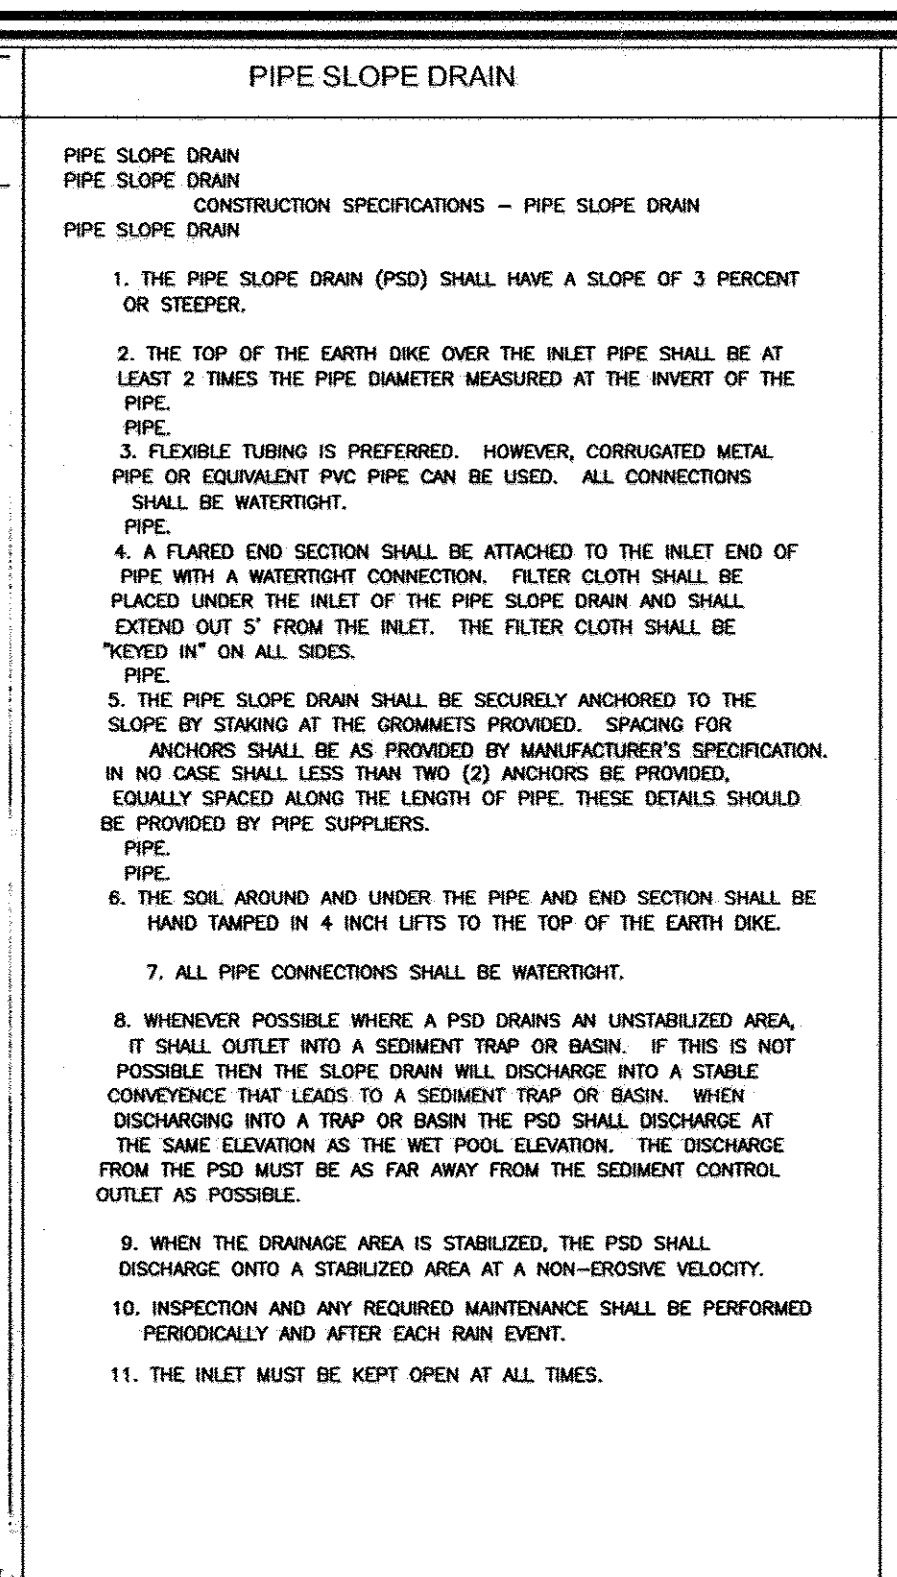 PIPE SLOPE DRAIN
PIPE SLOPE DRAIN
PIPE SLOPE DRAIN
CONSTRUCTION SPECIFICATIONS – PIPE SLOPE DRAIN
PIPE SLOPE DRAIN
1. THE PIPE SLOPE DRAIN (PSD) SHALL HAVE A SLOPE OF 3 PERCENT
OR STEEPER.
2. THE TOP OF THE EARTH DIKE OVER THE INLET PIPE SHALL BE AT
LEAST 2 TIMES THE PIPE DIAMETER MEASURED AT THE INVERT OF THE
PIPE.
PIPE.
3. FLEXIBLE TUBING IS PREFERRED. HOWEVER, CORRUGATED METAL
PIPE OR EQUIVALENT PVC PIPE CAN BE USED. ALL CONNECTIONS
SHALL BE WATERTIGHT.
PIPE.
4. A FLARED END SECTION SHALL BE ATTACHED TO THE INLET END OF
PIPE WITH A WATERTIGHT CONNECTION. FILTER CLOTH SHALL BE
PLACED UNDER THE INLET OF THE PIPE SLOPE DRAIN AND SHALL
EXTEND OUT 5' FROM THE INLET. THE FILTER CLOTH SHALL BE
"KEYED IN" ON ALL SIDES.
PIPE.
5. THE PIPE SLOPE DRAIN SHALL BE SECURELY ANCHORED TO THE
SLOPE BY STAKING AT THE GROMMETS PROVIDED. SPACING FOR
ANCHORS SHALL BE AS PROVIDED BY MANUFACTURER'S SPECIFICATION.
IN NO CASE SHALL LESS THAN TWO (2) ANCHORS BE PROVIDED,
EQUALLY SPACED ALONG THE LENGTH OF PIPE. THESE DETAILS SHOULD
BE PROVIDED BY PIPE SUPPLIERS.
PIPE.
PIPE.
6. THE SOIL AROUND AND UNDER THE PIPE AND END SECTION SHALL BE
HAND TAMPED IN 4 INCH LIFTS TO THE TOP OF THE EARTH DIKE.
7. ALL PIPE CONNECTIONS SHALL BE WATERTIGHT.
8. WHENEVER POSSIBLE WHERE A PSD DRAINS AN UNSTABILIZED AREA,
IT SHALL OUTLET INTO A SEDIMENT TRAP OR BASIN. IF THIS IS NOT
POSSIBLE THEN THE SLOPE DRAIN WILL DISCHARGE INTO A STABLE
CONVEYENCE THAT LEADS TO A SEDIMENT TRAP OR BASIN. WHEN
DISCHARGING INTO A TRAP OR BASIN THE PSD SHALL DISCHARGE AT
THE SAME ELEVATION AS THE WET POOL ELEVATION. THE DISCHARGE
FROM THE PSD MUST BE AS FAR AWAY FROM THE SEDIMENT CONTROL
OUTLET AS POSSIBLE.
9. WHEN THE DRAINAGE AREA IS STABILIZED, THE PSD SHALL
DISCHARGE ONTO A STABILIZED AREA AT A NON–EROSIVE VELOCITY.
10. INSPECTION AND ANY REQUIRED MAINTENANCE SHALL BE PERFORMED
PERIODICALLY AND AFTER EACH RAIN EVENT.
11. THE INLET MUST BE KEPT OPEN AT ALL TIMES.